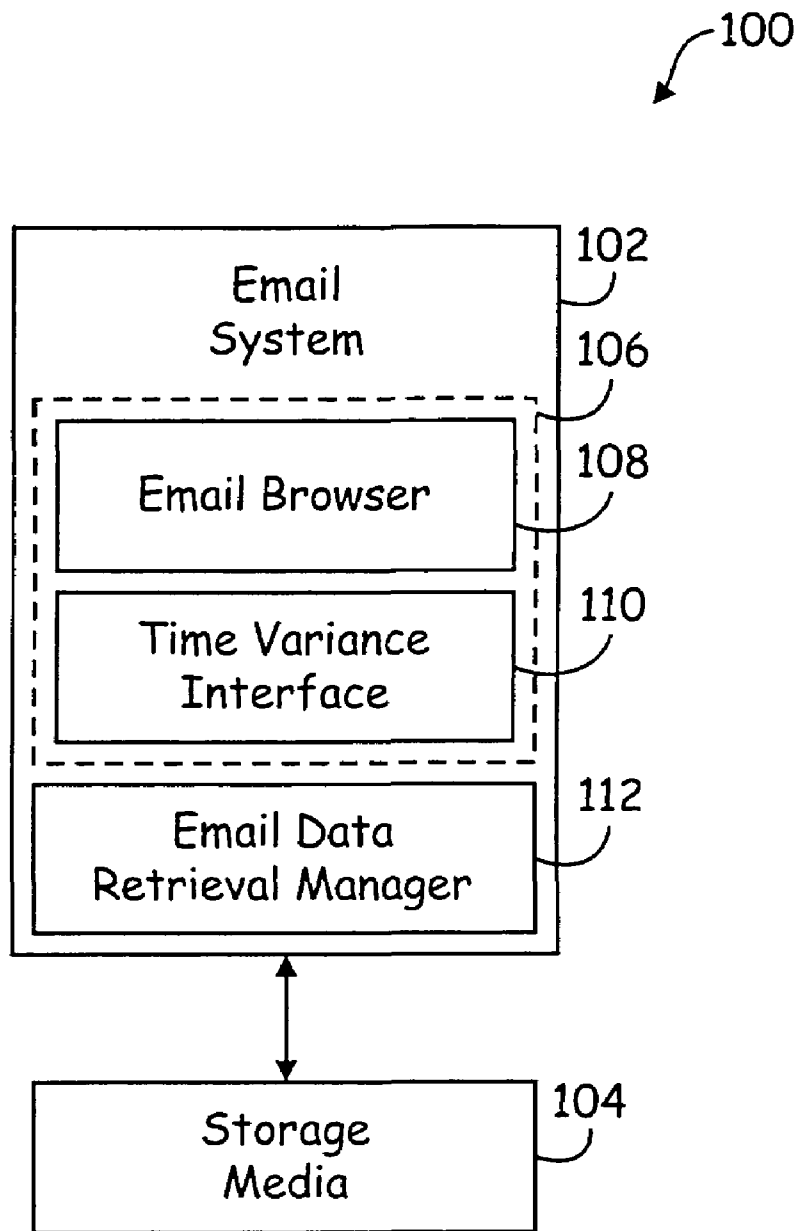 100
102
Email
System
106
108
Email Browser
110
Time Variance
Interface
112
Email Data
Retrieval Manager
104
Storage
Media